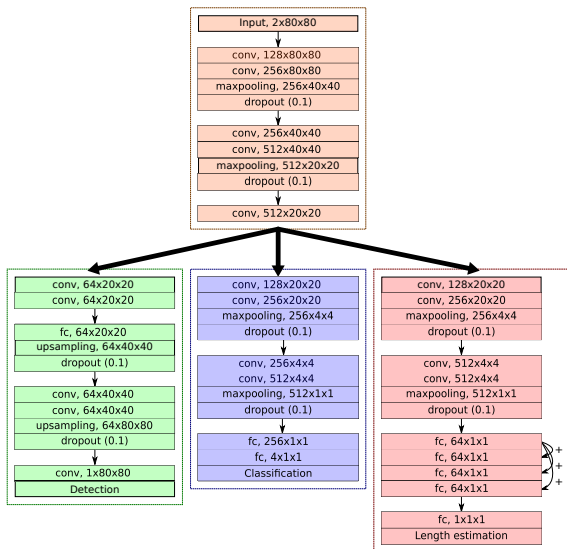 Input, 2x80x80
conv, 128x80x80
conv, 256x80x80
maxpooling, 256x40x40
dropout (0.1)
conv, 256x40x40
conv, 512x40x40
maxpooling, 512x20x20
dropout (0.1)
conv, 512x20x20
conv, 64x20x20
conv, 64x20x20
fc, 64x20x20
upsampling, 64x40x40
dropout (0.1)
conv, 64x40x40
conv, 64x40x40
upsampling, 64x80x80
dropout (0.1)
conv, 1x80x80
Detection
conv, 128x20x20
conv, 256x20x20
maxpooling, 256x4x4
dropout (0.1)
conv, 256x4x4
conv, 512x4x4
maxpooling, 512x1x1
dropout (0.1)
fc, 256x1x1
fc, 4x1x1
Classification
conv, 128x20x20
conv, 256x20x20
maxpooling, 256x4x4
dropout (0.1)
conv, 512x4x4
conv, 512x4x4
maxpooling, 512x1x1
dropout (0.1)
fc, 64x1x1
+
fc, 64x1x1
+
fc, 64x1x1
+
fc, 64x1x1
fc, 1x1x1
Length estimation